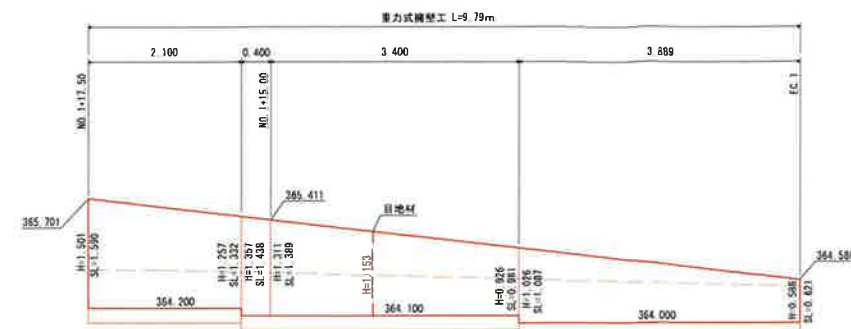 重力式擁壁工 L=9.79m
2.100
0.400
3.400
3.889
NO.1+17.50
NO.1+15.00
EC.1
365.701
365.411
目地材
364.586
H=1.501
SL=1.590
H=1.257
SL=1.332
H=1.357
SL=1.438
H=1.311
SL=1.389
H=1.153
H=0.926
SL=0.981
H=1.026
SL=1.087
H=0.586
SL=0.621
364.200
364.100
364.000